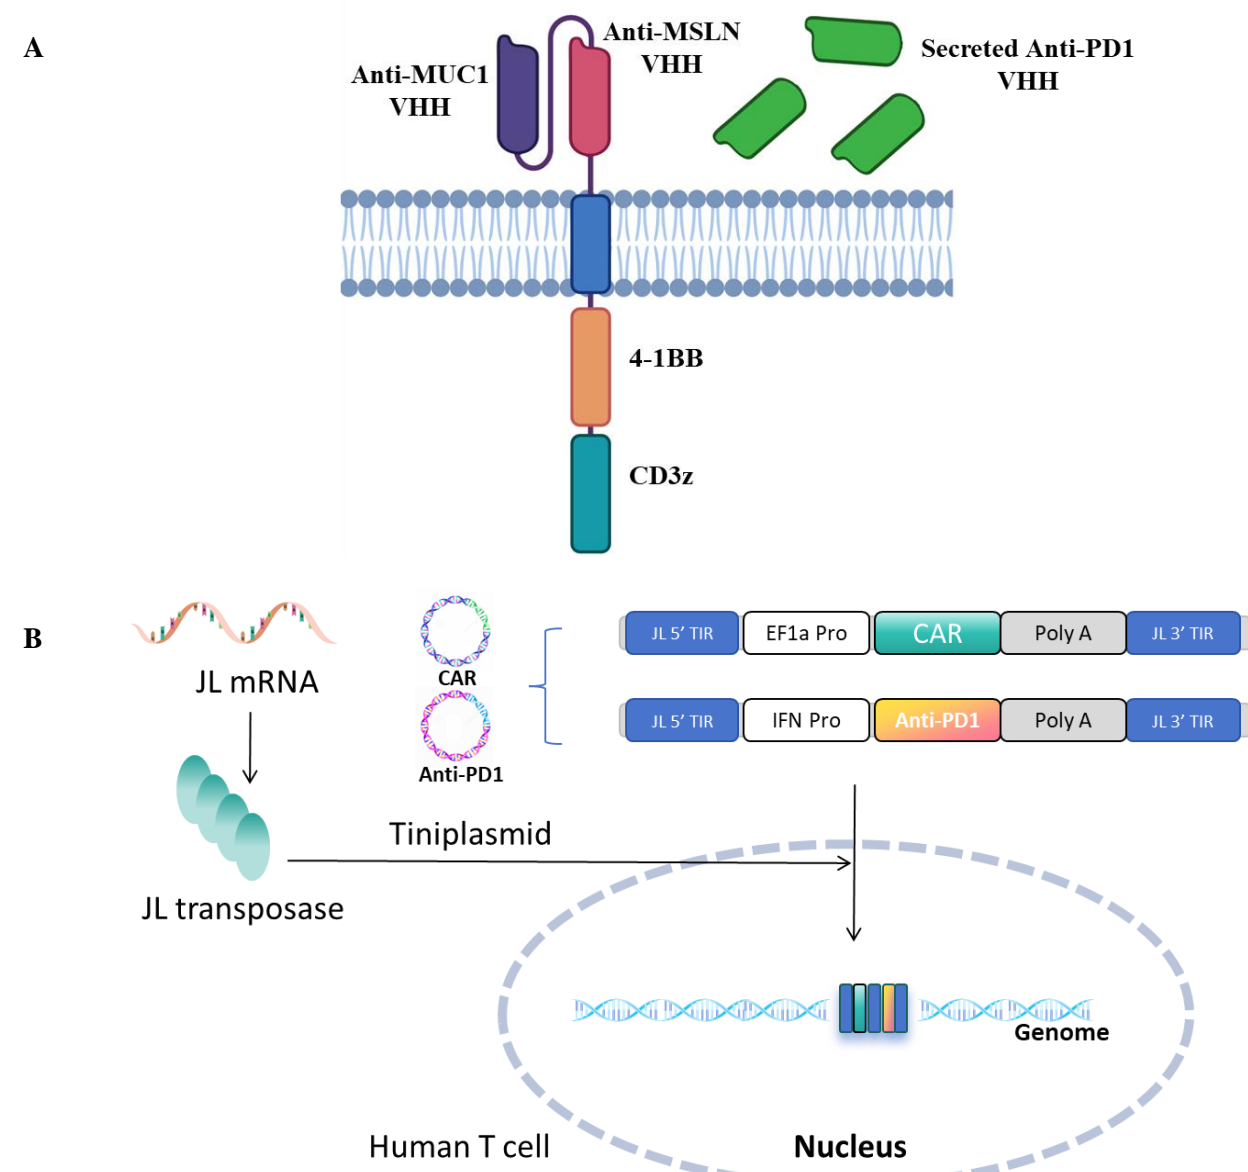 A
Anti-MUC1
VHH
Anti-MSLN
VHH
Secreted Anti-PD1
VHH
4-1BB
CD3z
B
JL mRNA
JL transposase
CAR
Anti-PD1
JL 5’ TIR
EF1a Pro
CAR
Poly A
JL 3’ TIR
JL 5’ TIR
IFN Pro
Anti-PD1
Poly A
JL 3’ TIR
Tiniplasmid
Genome
Human T cell
Nucleus